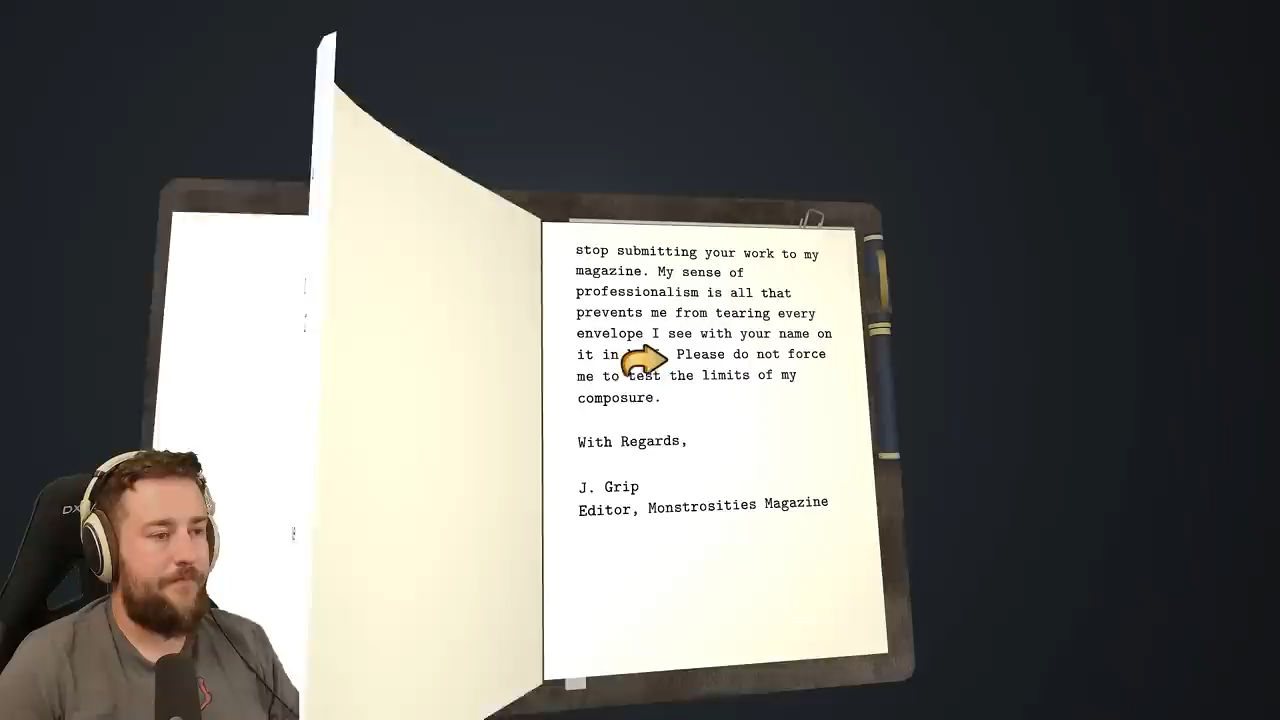 stop submitting your work to my
magazine. My sense of
professionalism is all that
prevents me from tearing every
envelope I see with your name on
it in Please do not force
me to test the limits of my
composure.
With Regards,
J. Grip
Editor, Monstrosities Magazine
DX